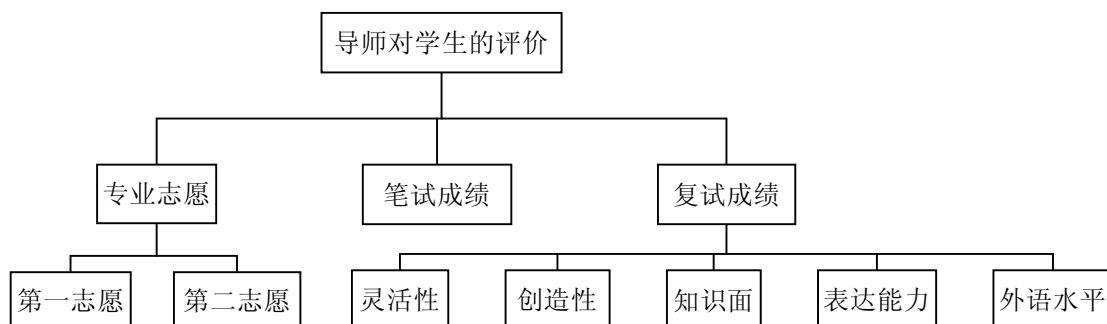 导师对学生的评价
专业志愿
笔试成绩
复试成绩
第一志愿
第二志愿
灵活性
创造性
知识面
表达能力
外语水平